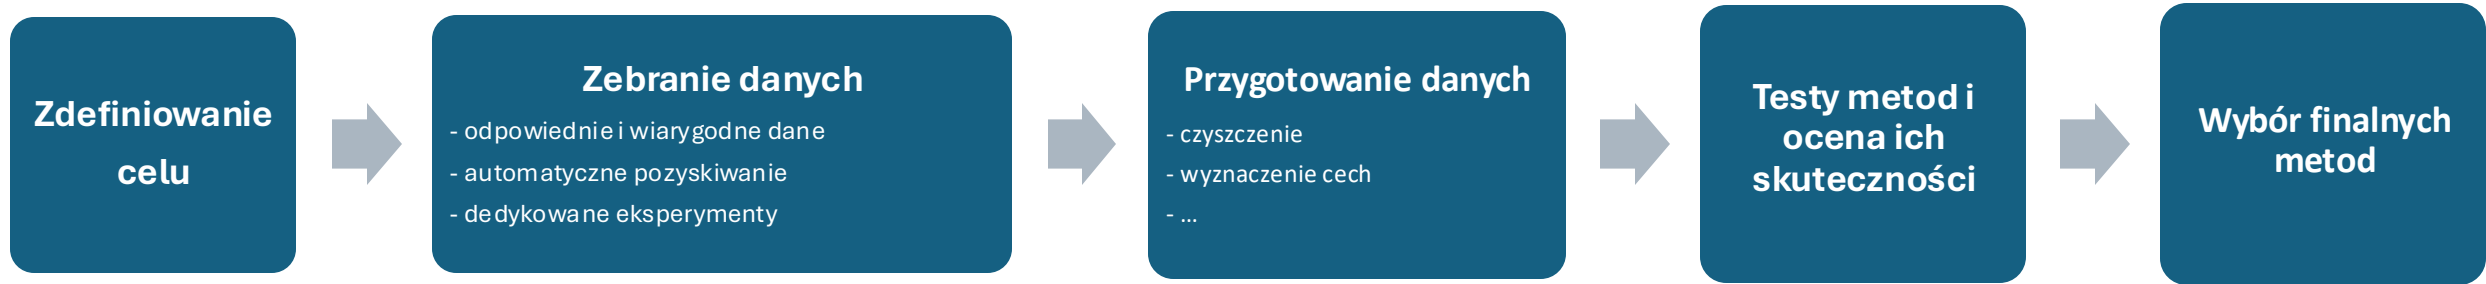 Zdefiniowanie
celu
Zebranie danych
- odpowiednie i wiarygodne dane
- automatyczne pozyskiwanie
- dedykowane eksperymenty
Przygotowanie danych
- czyszczenie
- wyznaczenie cech
- ...
Testy metod i
ocena ich
skuteczności
Wybór finalnych
metod